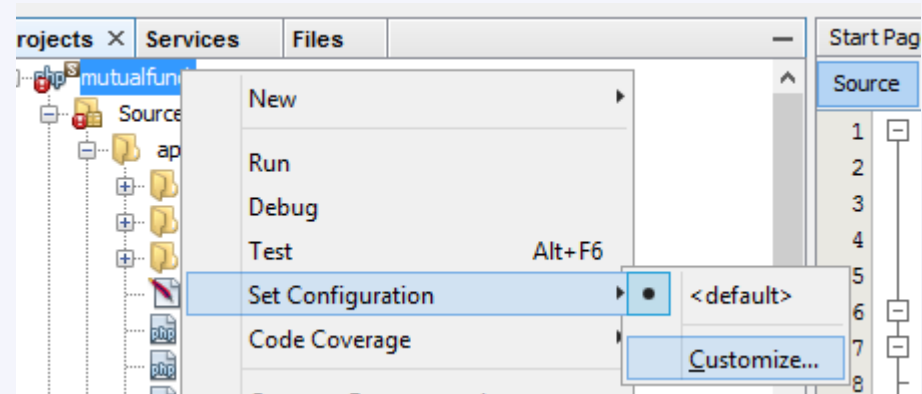 rojects × Services Files Start Pag
mutualfund
Source
Source
ap
New
Run
Debug
Test Alt+F6
Set Configuration
<default>
Code Coverage
Customize...
1
2
3
4
5
6
7
8